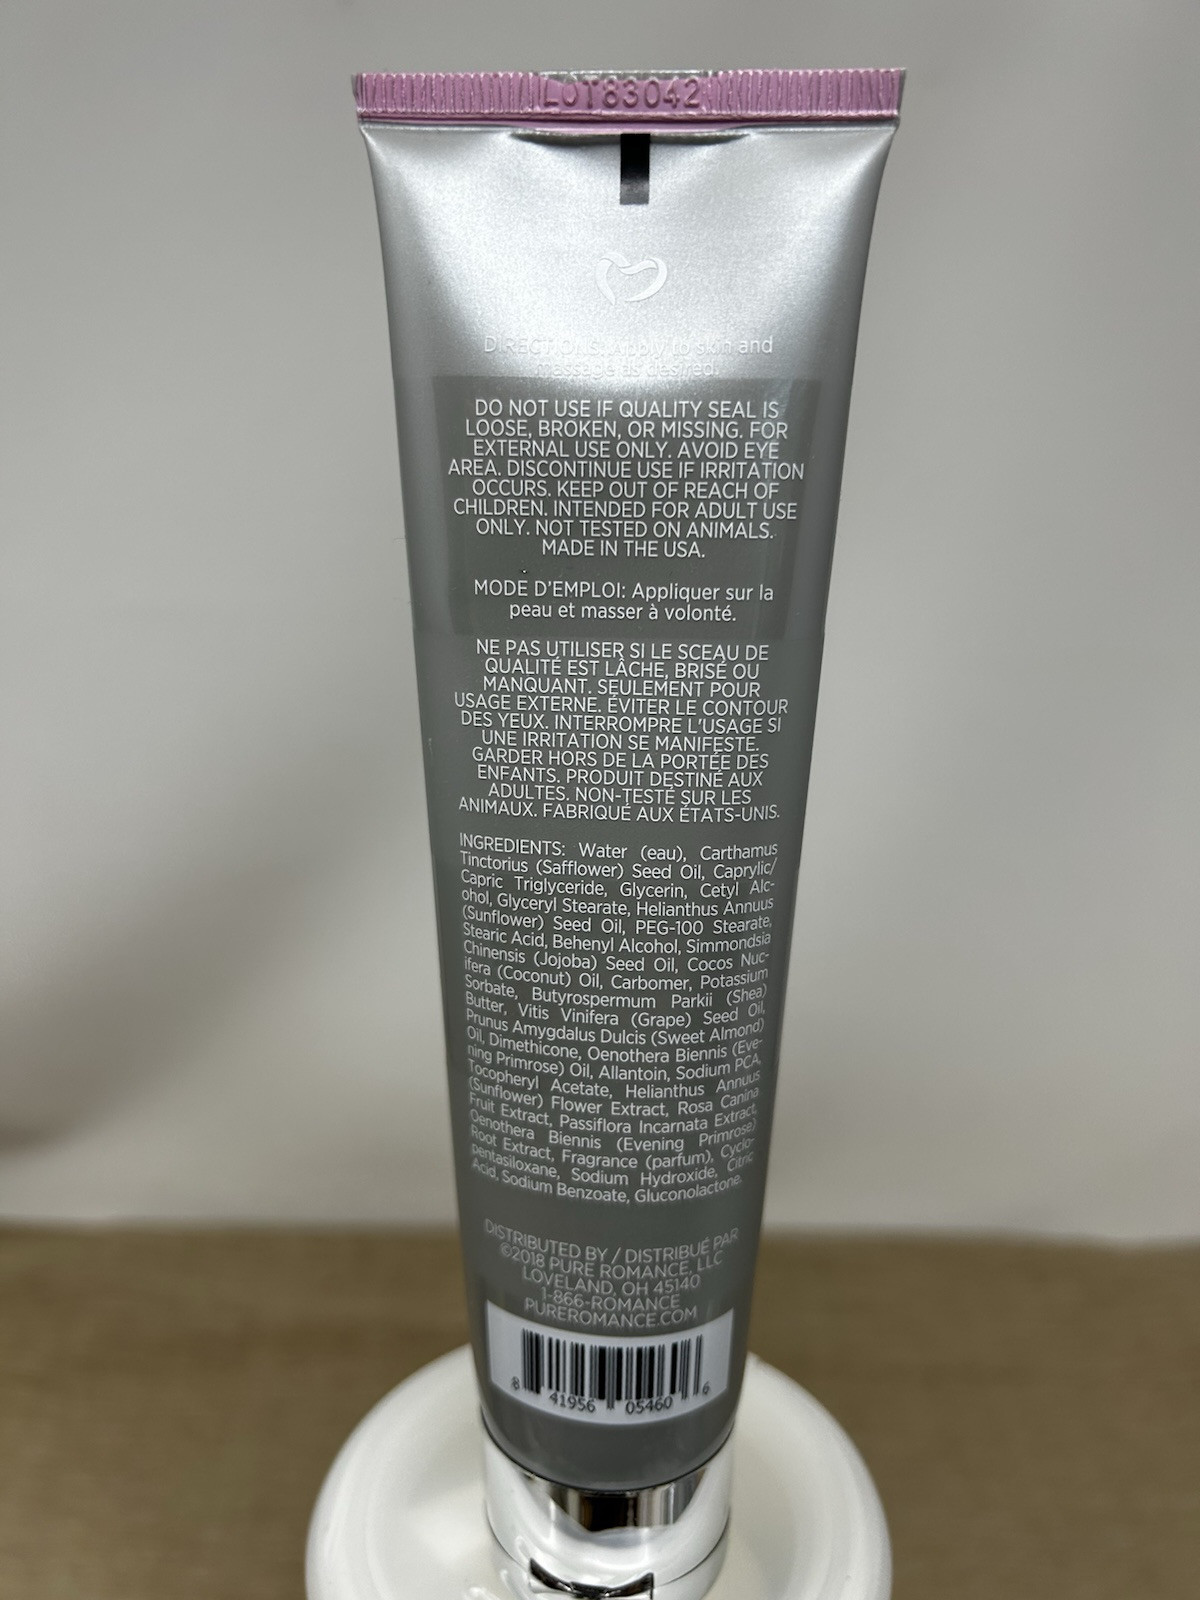 LOT83042
DIRECTIONS: Apply to skin and
massage as desired.
DO NOT USE IF QUALITY SEAL IS
LOOSE, BROKEN, OR MISSING. FOR
EXTERNAL USE ONLY. AVOID EYE
AREA. DISCONTINUE USE IF IRRITATION
OCCURS. KEEP OUT OF REACH OF
CHILDREN. INTENDED FOR ADULT USE
ONLY. NOT TESTED ON ANIMALS.
MADE IN THE USA.
MODE D'EMPLOI: Appliquer sur la
peau et masser à volonté.
NE PAS UTILISER SI LE SCEAU DE
QUALITÉ EST LÂCHE, BRISÉ OU
MANQUANT. SEULEMENT POUR
USAGE EXTERNE. ÉVITER LE CONTOUR
DES YEUX. INTERROMPRE L'USAGE SI
UNE IRRITATION SE MANIFESTE.
GARDER HORS DE LA PORTÉE DES
ENFANTS. PRODUIT DESTINÉ AUX
ADULTES. NON-TESTÉ SUR LES
ANIMAUX. FABRIQUÉ AUX ÉTATS-UNIS.
INGREDIENTS: Water (eau), Carthamus
Tinctorius (Safflower) Seed Oil, Caprylic/
Capric Triglyceride, Glycerin, Cetyl Alc-
ohol, Glyceryl Stearate, Helianthus Annuus
(Sunflower) Seed Oil, PEG-100 Stearate,
Stearic Acid, Behenyl Alcohol, Simmondsia
Chinensis (Jojoba) Seed Oil, Cocos Nuc-
ifera (Coconut) Oil, Carbomer, Potassium
Sorbate, Butyrospermum Parkii (Shea)
Butter, Vitis Vinifera (Grape) Seed Oil,
Prunus Amygdalus Dulcis (Sweet Almond)
Oil, Dimethicone, Oenothera Biennis (Eve-
ning Primrose) Oil, Allantoin, Sodium PCA,
Tocopheryl Acetate, Helianthus Annuus
(Sunflower) Flower Extract, Rosa Canina
Fruit Extract, Passiflora Incarnata Extract,
Oenothera Biennis (Evening Primrose)
Root Extract, Fragrance (parfum), Cyclo-
pentasiloxane, Sodium Hydroxide, Citric
Acid, Sodium Benzoate, Gluconolactone.
DISTRIBUTED BY / DISTRIBUÉ PAR
©2018 PURE ROMANCE, LLC
LOVELAND, OH 45140
1-866-ROMANCE
PUREROMANCE.COM
8 41956 05460 6